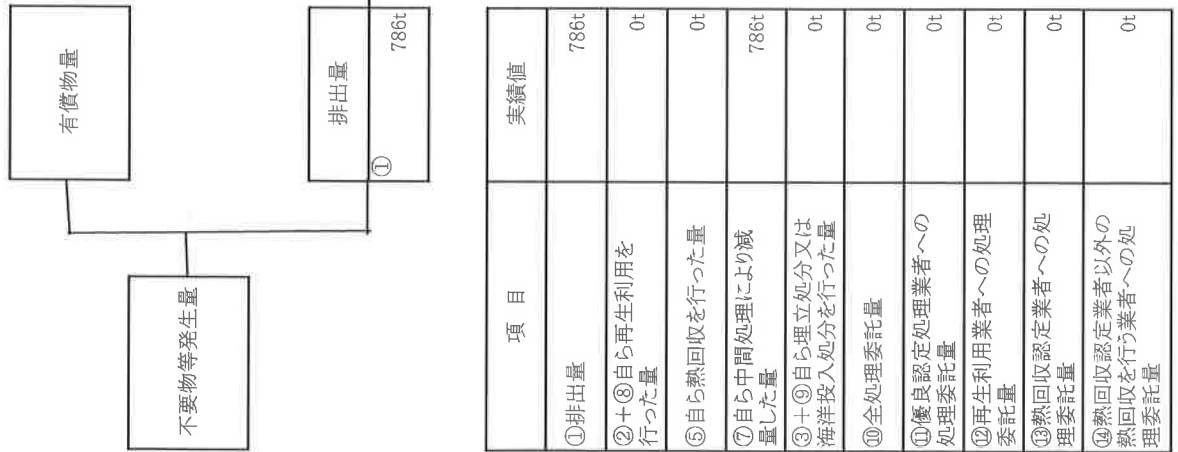 有償物量
不要物等発生量
排出量
①
786t
項 目
実績値
①排出量
786t
②+⑧自ら再生利用を
行った量
0t
⑤自ら熱回収を行った量
0t
⑦自ら中間処理により減
量した量
786t
③+⑨自ら埋立処分又は
海洋投入処分を行った量
0t
⑩全処理委託量
0t
⑪優良認定処理業者への
処理委託量
0t
⑫再生利用業者への処理
委託量
0t
⑬熱回収認定業者への処
理委託量
0t
⑭熱回収認定業者以外の
熱回収を行う業者への処
理委託量
0t